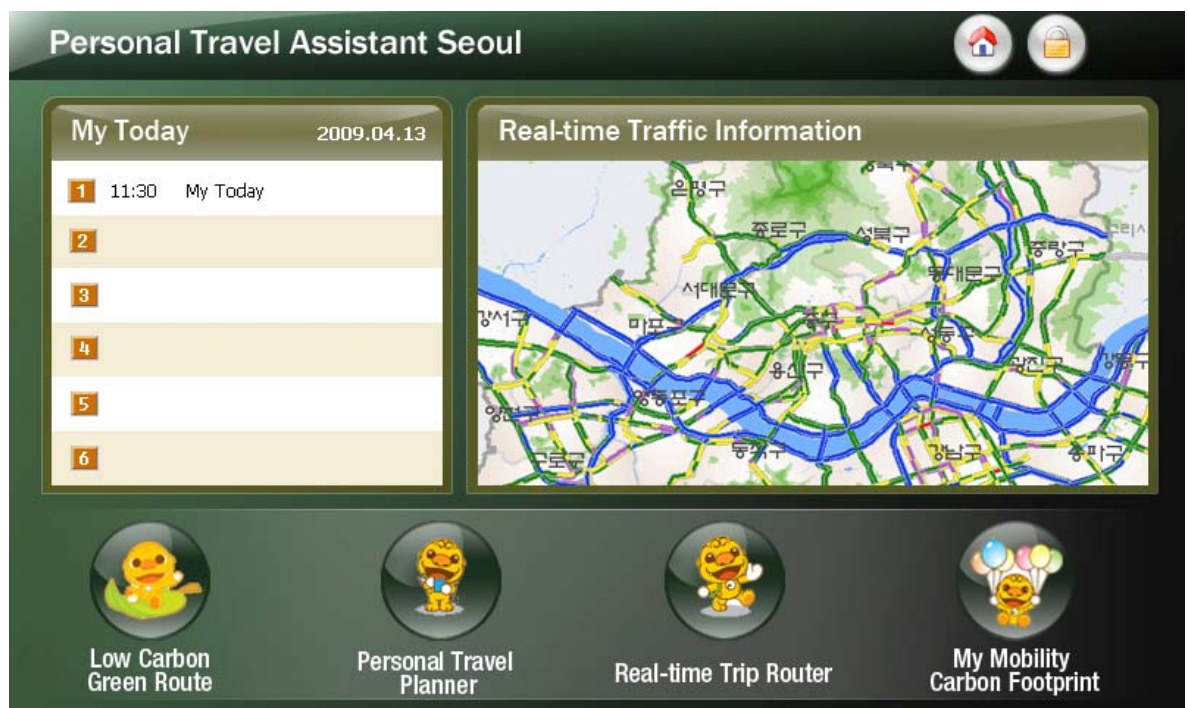 Personal Travel Assistant Seoul
My Today 2009.04.13
1 11:30 My Today
2
3
4
5
6
Real-time Traffic Information
은평구
종로구
성북구
중랑구
동대문구
서대문구
강서구
마포구
중구
성동구
광진구
용산구
영등포구
양천구
동작구
강남구
송파구
구로구
Low Carbon
Green Route
Personal Travel
Planner
Real-time Trip Router
My Mobility
Carbon Footprint